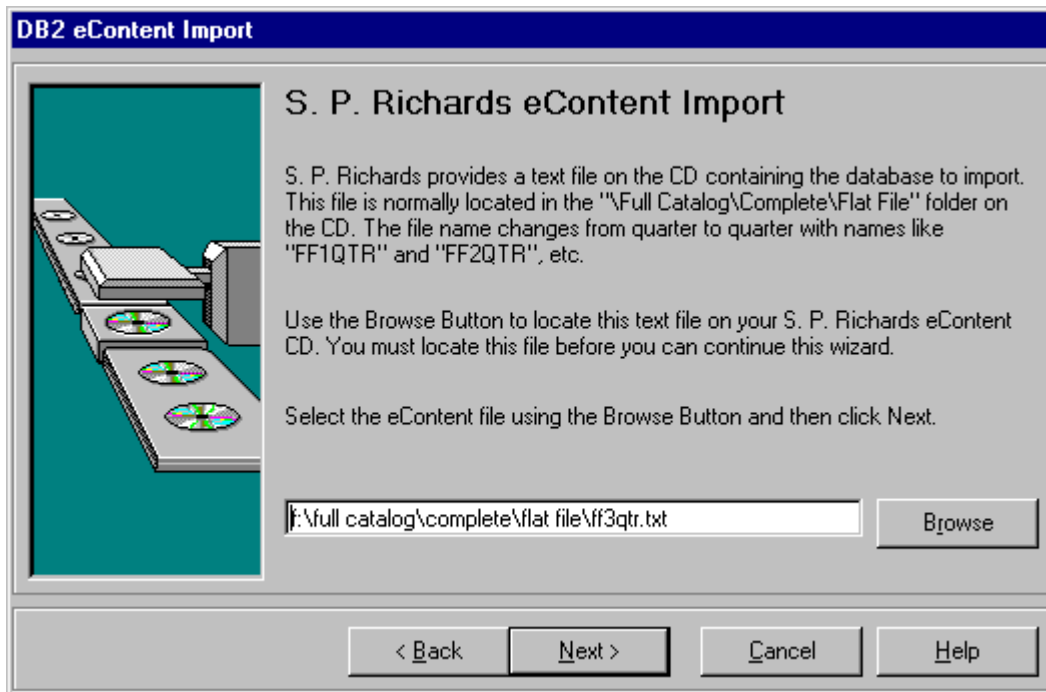 DB2 eContent Import
S. P. Richards eContent Import
S. P. Richards provides a text file on the CD containing the database to import.
This file is normally located in the "\Full Catalog\Complete\Flat File" folder on
the CD. The file name changes from quarter to quarter with names like
"FF1QTR" and "FF2QTR", etc.
Use the Browse Button to locate this text file on your S. P. Richards eContent
CD. You must locate this file before you can continue this wizard.
Select the eContent file using the Browse Button and then click Next.
f:\full catalog\complete\flat file\ff3qtr.txt
Browse
< Back
Next >
Cancel
Help